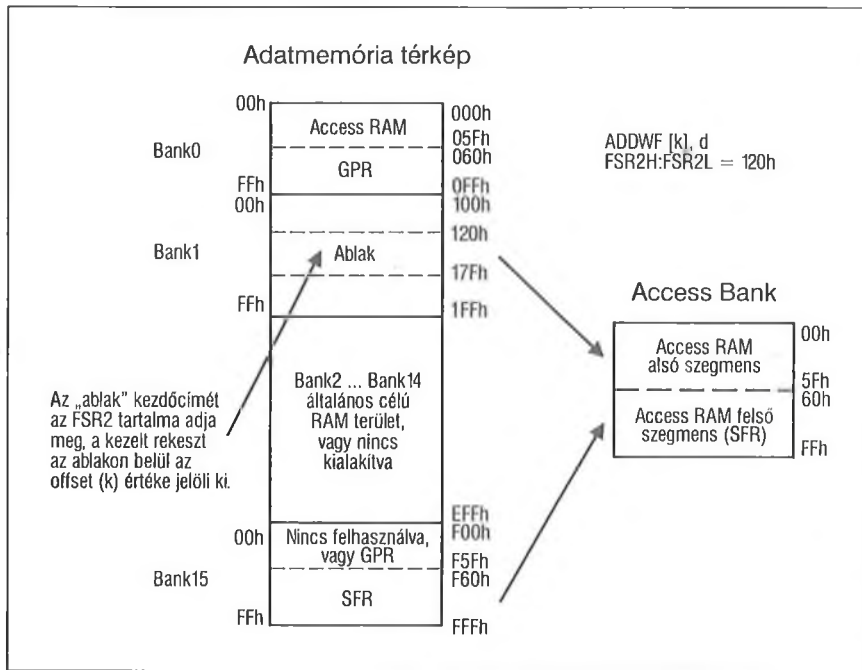 Adatmemória térkép
00h
000h
Access RAM
05Fh
Bank0
060h
GPR
FFh
0FFh
00h
100h
120h
Bank1
Ablak
17Fh
FFh
1FFh
ADDWF [k], d
FSR2H:FSR2L = 120h
Access Bank
00h
Access RAM
alsó szegmens
5Fh
60h
Access RAM felső
szegmens (SFR)
FFh
Az „ablak” kezdőcímét
az FSR2 tartalma adja
meg, a kezelt rekeszt
az ablakon belül az
offset (k) értéke jelöli ki.
Bank2 ... Bank14
általános célú
RAM terület,
vagy nincs
kialakítva
EFFh
00h
F00h
Nincs felhasználva,
vagy GPR
F5Fh
Bank15
F60h
SFR
FFh
FFFh